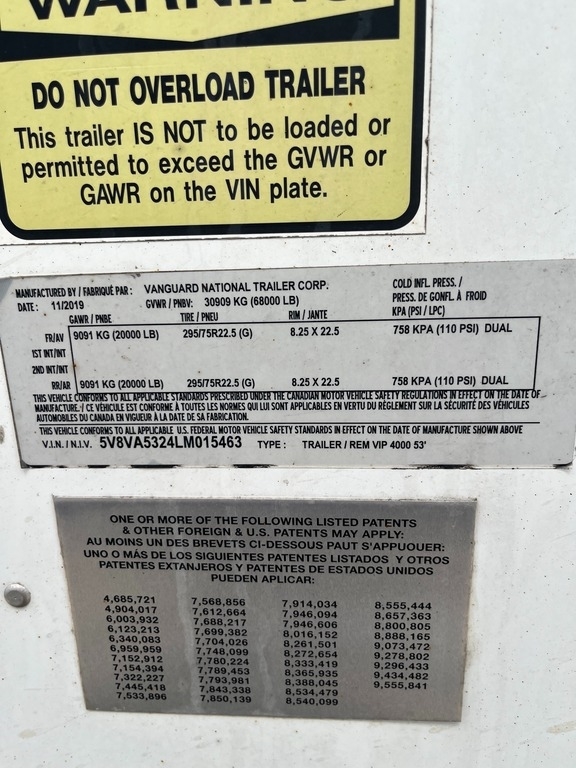 WARNING
DO NOT OVERLOAD TRAILER
This trailer IS NOT to be loaded or
permitted to exceed the GVWR or
GAWR on the VIN plate.
MANUFACTURED BY / FABRIQUÉ PAR : VANGUARD NATIONAL TRAILER CORP. COLD INFL. PRESS. /
DATE : 11/2019 GVWR / PNBV: 30909 KG (68000 LB) PRESS. DE GONFL. À FROID
GAWR / PNBE TIRE / PNEU RIM / JANTE KPA (PSI / LPC)
FR/AV 9091 KG (20000 LB) 295/75R22.5 (G) 8.25 X 22.5 758 KPA (110 PSI) DUAL
1ST INT/INT
2ND INT/INT
RR/AR 9091 KG (20000 LB) 295/75R22.5 (G) 8.25 X 22.5 758 KPA (110 PSI) DUAL
THIS VEHICLE CONFORMS TO ALL APPLICABLE STANDARDS PRESCRIBED UNDER THE CANADIAN MOTOR VEHICLE SAFETY REGULATIONS IN EFFECT ON THE DATE OF
MANUFACTURE. / CE VÉHICULE EST CONFORME À TOUTES LES NORMES QUI LUI SONT APPLICABLES EN VERTU DU RÈGLEMENT SUR LA SÉCURITÉ DES VÉHICULES
AUTOMOBILES DU CANADA EN VIGUEUR À LA DATE DE SA FABRICATION.
THIS VEHICLE CONFORMS TO ALL APPLICABLE U.S. FEDERAL MOTOR VEHICLE SAFETY STANDARDS IN EFFECT ON THE DATE OF MANUFACTURE SHOWN ABOVE
V.I.N. / N.I.V. 5V8VA5324LM015463 TYPE : TRAILER / REM VIP 4000 53'
ONE OR MORE OF THE FOLLOWING LISTED PATENTS
& OTHER FOREIGN & U.S. PATENTS MAY APPLY:
AU MOINS UN DES BREVETS CI-DESSOUS PAUT S'APPUOUER:
UNO O MÁS DE LOS SIGUIENTES PATENTES LISTADOS Y OTROS
PATENTES EXTANJEROS Y PATENTES DE ESTADOS UNIDOS
PUEDEN APLICAR:
4,685,721 7,568,856 7,914,034 8,555,444
4,904,017 7,612,664 7,946,094 8,657,363
6,003,932 7,688,217 7,946,606 8,800,805
6,123,213 7,699,382 8,016,152 8,888,165
6,340,083 7,704,026 8,261,501 9,073,472
6,959,959 7,748,099 8,272,654 9,278,802
7,152,912 7,780,224 8,333,419 9,296,433
7,154,394 7,789,453 8,365,935 9,434,482
7,322,227 7,793,981 8,388,045 9,555,841
7,445,418 7,843,338 8,534,479
7,533,896 7,850,139 8,540,099